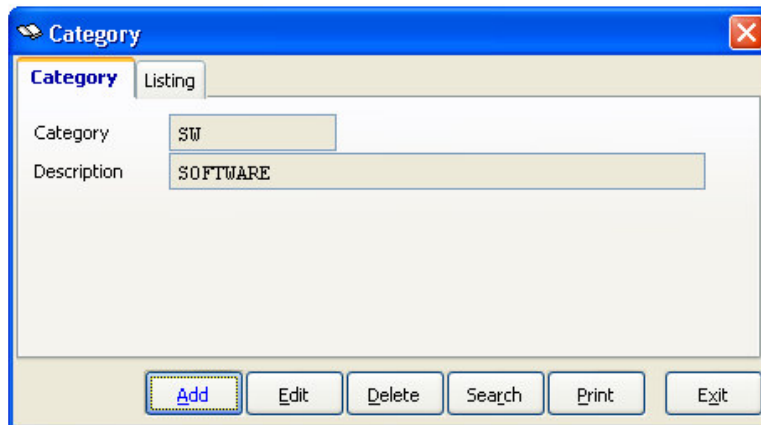 Category
Category Listing
Category SW
Description SOFTWARE
Add Edit Delete Search Print Exit